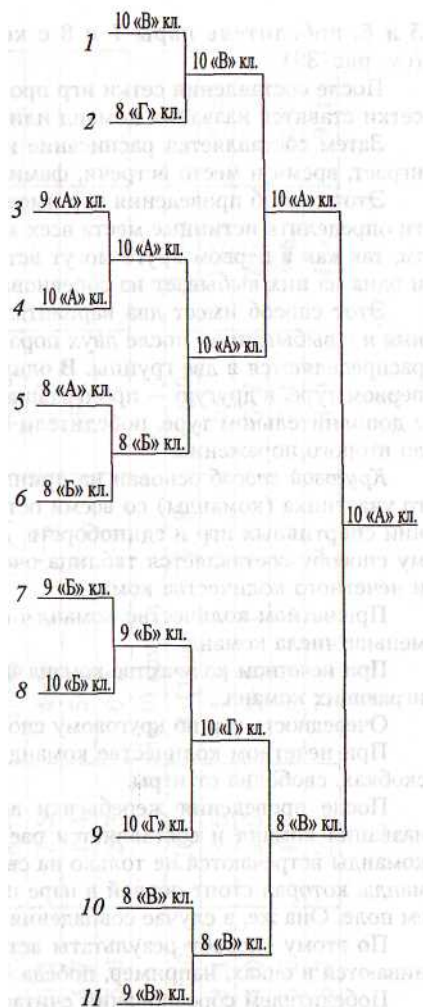 10 «В» кл.
1
10 «В» кл.
8 «Г» кл.
2
10 «А» кл.
9 «А» кл.
3
10 «А» кл.
10 «А» кл.
4
10 «А» кл.
8 «А» кл.
5
8 «Б» кл.
8 «Б» кл.
6
10 «А» кл.
9 «Б» кл.
7
9 «Б» кл.
10 «Б» кл.
8
10 «Г» кл.
10 «Г» кл.
9
8 «В» кл.
8 «В» кл.
10
8 «В» кл.
9 «В» кл.
11